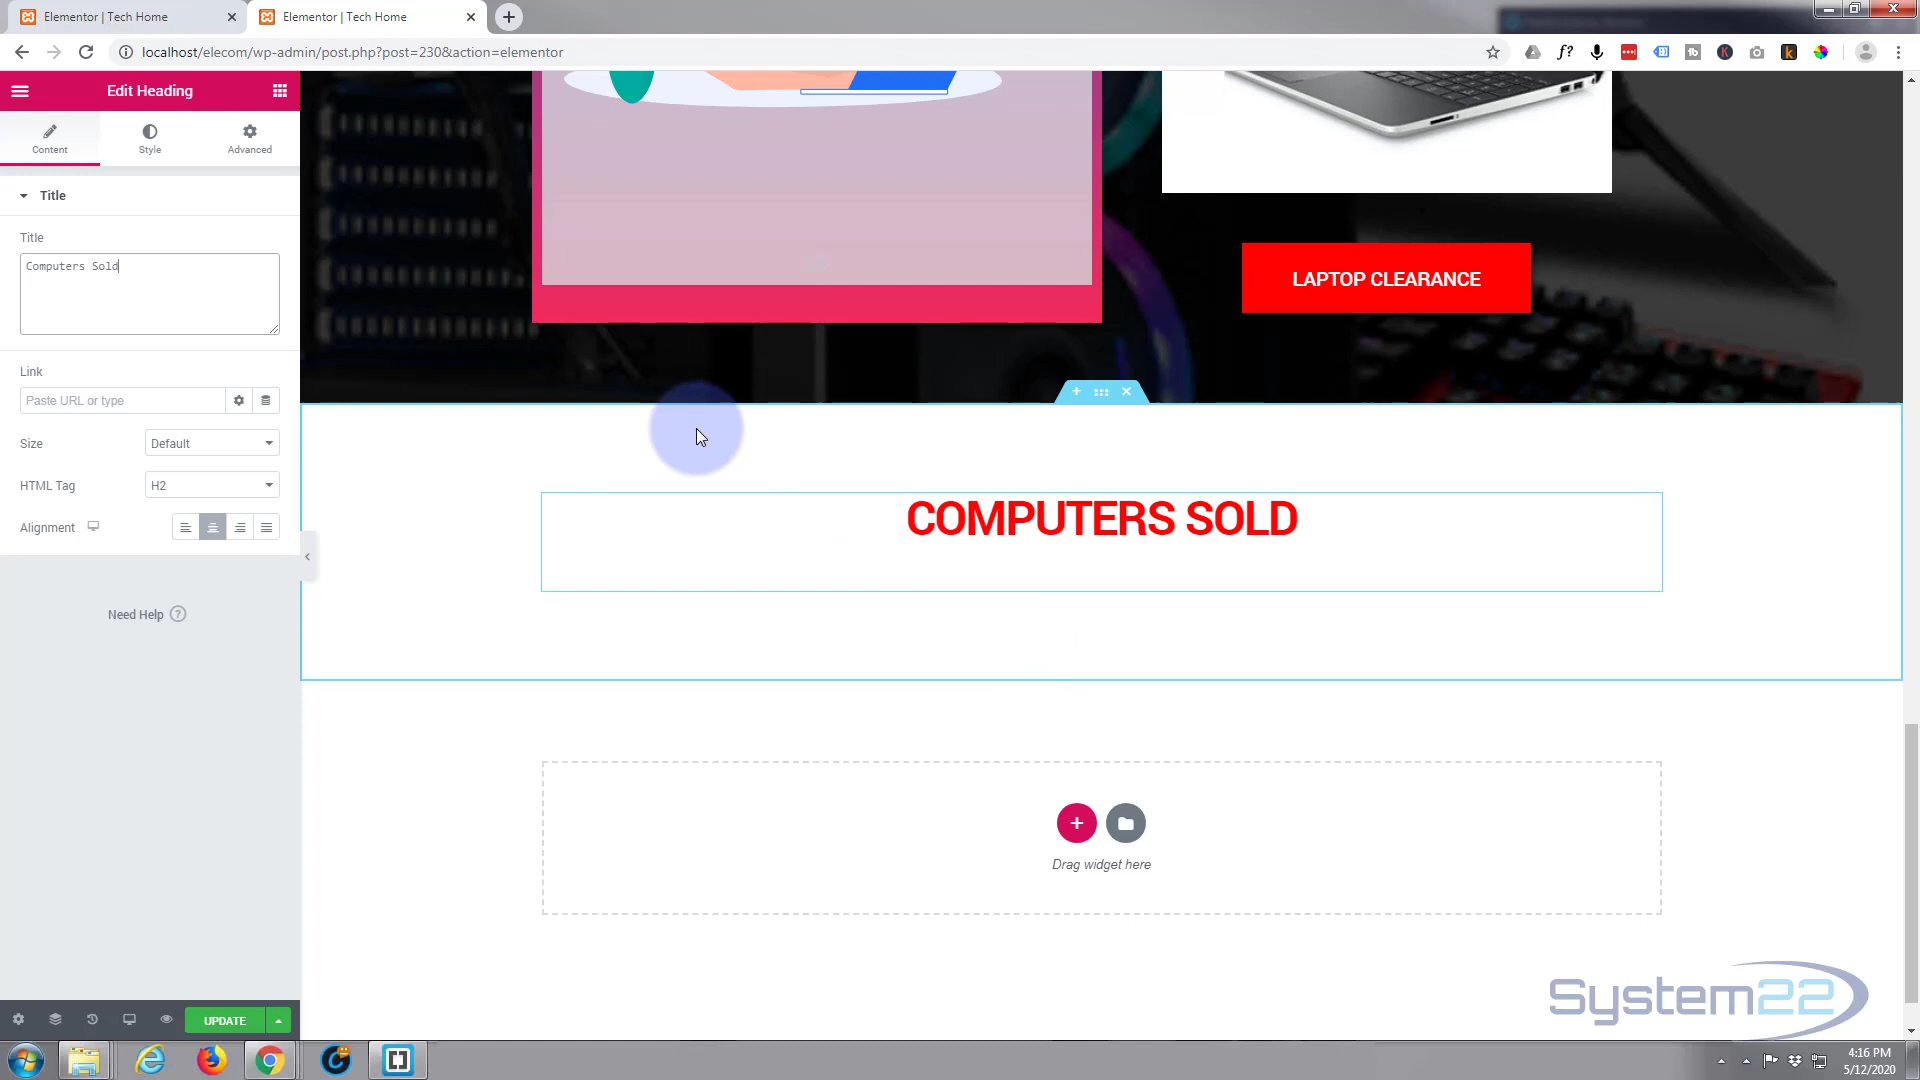 Elementor | Tech Home
Elementor | Tech Home
localhost/elecom/wp-admin/post.php?post=230&action=elementor
Edit Heading
Content
Style
Advanced
Title
Title
Computers Sold
Link
Paste URL or type
Size
Default
HTML Tag
H2
Alignment
Need Help
UPDATE
LAPTOP CLEARANCE
COMPUTERS SOLD
Drag widget here
System22
4:16 PM
5/12/2020